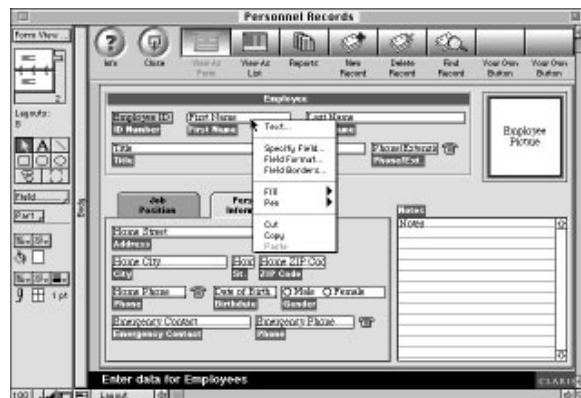 Personnel Records
Form View ...
Info
Close
View As Form
View As List
Reports
New Record
Delete Record
Find Record
Your Own Button
Your Own Button
2
Layouts:
8
Field
Part
1 pt
Body
Employee
Employee ID
First Name
Last Name
ID Number
First Name
Title
Title
Phone/Ext.
Employee Picture
Text...
Specify Field...
Field Format...
Field Borders...
Fill
Pen
Cut
Copy
Paste
Job Position
Home Street
Address
Home City
Home ZIP Cod
City
St.
ZIP Code
Home Phone
Date of Birth
Male
Female
Phone
Birthdate
Gender
Emergency Contact
Emergency Phone
Emergency Contact
Phone
Notes
Notes
Enter data for Employees
CLARIS
100
Layout